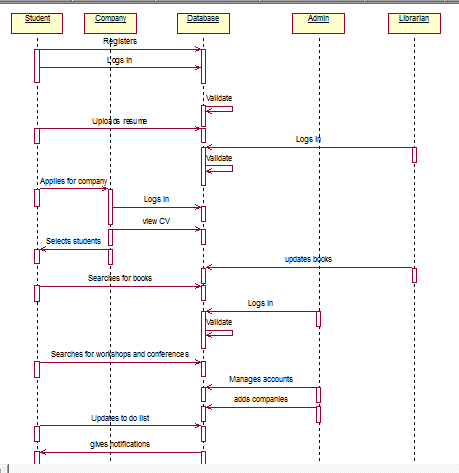 Student Company Database Admin Librarian
Registers
Logs In
Validate
Uploads resume
Logs In
Validate
Applies for company
Logs In
view CV
Selects students
updates books
Searches for books
Logs In
Validate
Searches for workshops and conferences
Manages accounts
adds companies
Updates to do list
gives notifications